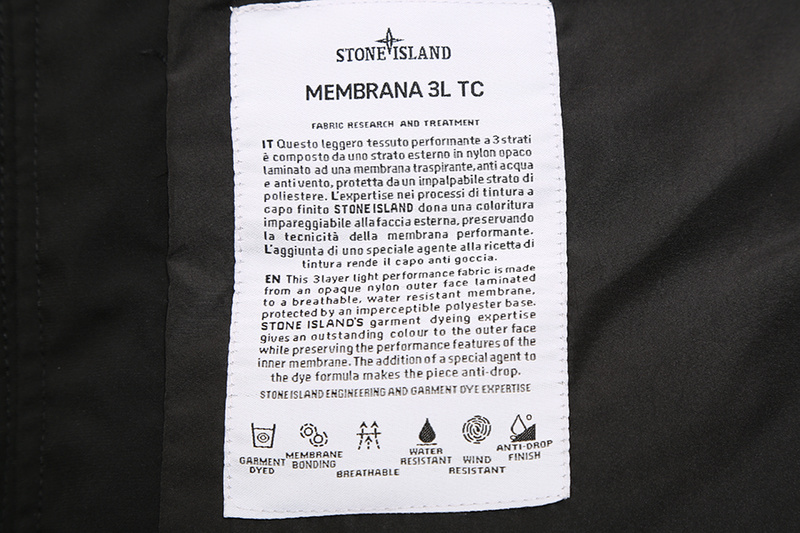 STONE ISLAND
MEMBRANA 3L TC
FABRIC RESEARCH AND TREATMENT
IT Questo leggero tessuto performante a 3 strati
è composto da uno strato esterno in nylon opaco
laminato ad una membrana traspirante, anti acqua
e anti vento, protetta da un impalpabile strato di
poliestere. L'expertise nei processi di tintura a
capo finito STONE ISLAND dona una coloritura
impareggiabile alla faccia esterna, preservando
la tecnicità della membrana performante.
L'aggiunta di uno speciale agente alla ricetta di
tintura rende il capo anti goccia.
EN This 3 layer light performance fabric is made
from an opaque nylon outer face laminated
to a breathable, water resistant membrane,
protected by an imperceptible polyester base.
STONE ISLAND'S garment dyeing expertise
gives an outstanding colour to the outer face
while preserving the performance features of the
inner membrane. The addition of a special agent to
the dye formula makes the piece anti-drop.
STONE ISLAND ENGINEERING AND GARMENT DYE EXPERTISE
GARMENT
DYED
MEMBRANE
BONDING
BREATHABLE
WATER
RESISTANT
WIND
RESISTANT
ANTI-DROP
FINISH